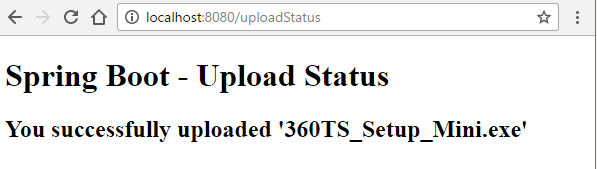 localhost:8080/uploadStatus
Spring Boot - Upload Status
You successfully uploaded '360TS_Setup_Mini.exe'